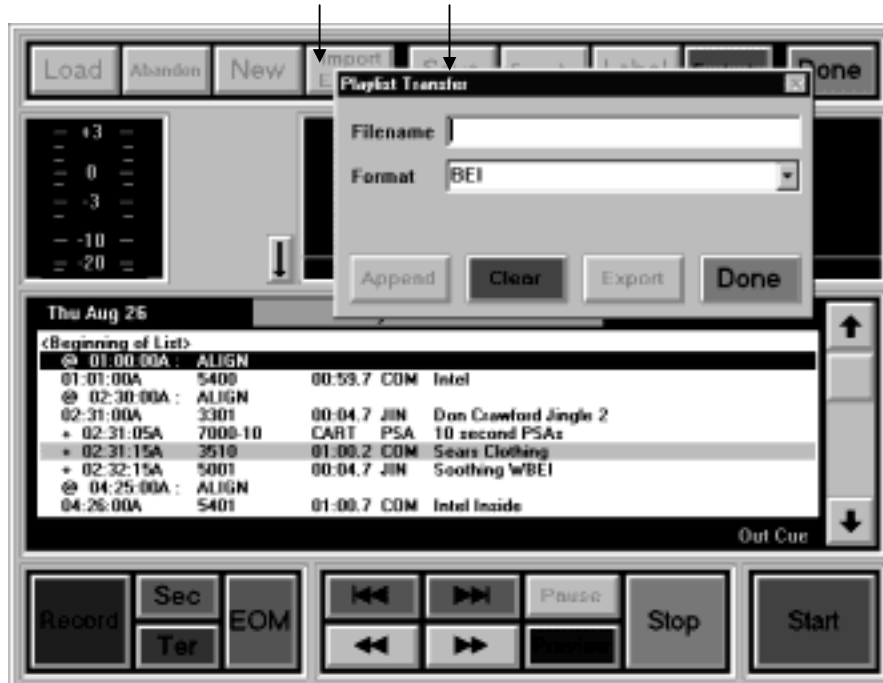 Load Abandon New Import Done
Playlist Transfer
Filename
Format BEI
Append Clear Export Done
+3
0
-3
-10
-20
Thu Aug 26
<Beginning of List>
@ 01:00:00A : ALIGN
01:01:00A 5400 00:59.7 COM Intel
@ 02:30:00A : ALIGN
02:31:00A 3301 00:04.7 JIN Don Crawford Jingle 2
+ 02:31:05A 7000-10 CART PSA 10 second PSAs
+ 02:31:15A 3510 01:00.2 COM Sears Clothing
+ 02:32:15A 5001 00:04.7 JIN Soothing WBEI
@ 04:25:00A : ALIGN
04:26:00A 5401 01:00.7 COM Intel Inside
Out Cue
Record Sec EOM Pause Stop Start
Ter Preview